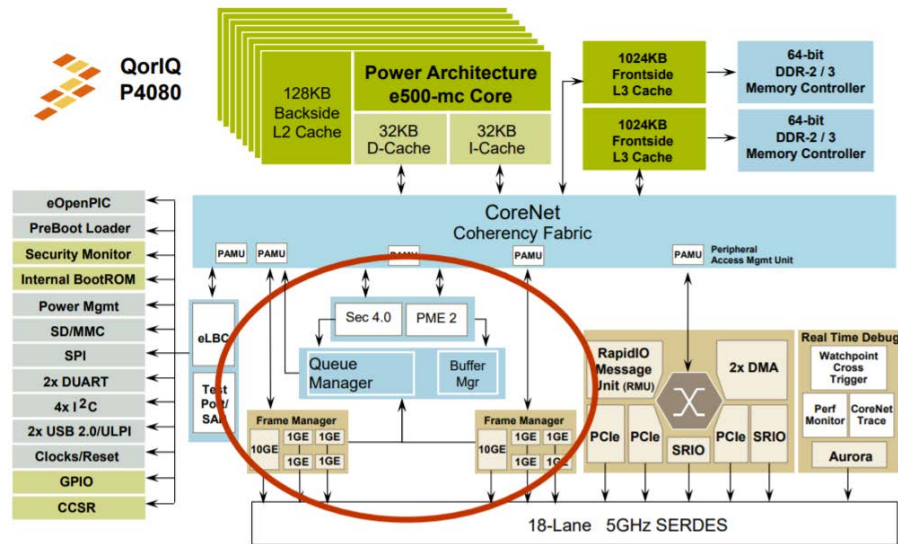 QorIQ
P4080
128KB
Backside
L2 Cache
Power Architecture
e500-mc Core
32KB
D-Cache
32KB
I-Cache
1024KB
Frontside
L3 Cache
64-bit
DDR-2 / 3
Memory Controller
1024KB
Frontside
L3 Cache
64-bit
DDR-2 / 3
Memory Controller
eOpenPIC
PreBoot Loader
Security Monitor
Internal BootROM
Power Mgmt
SD/MMC
SPI
2x DUART
4x I²C
2x USB 2.0/ULPI
Clocks/Reset
GPIO
CCSR
CoreNet
Coherency Fabric
PAMU
PAMU
PAMU
PAMU
PAMU
Peripheral
Access Mgmt Unit
eLBC
Test
Port/
SAP
Sec 4.0
PME 2
Queue
Manager
Buffer
Mgr
Frame Manager
10GE
1GE
1GE
1GE
1GE
Frame Manager
10GE
1GE
1GE
1GE
1GE
RapidIO
Message
Unit (RMU)
2x DMA
PCIe
PCIe
SRIO
PCIe
SRIO
Real Time Debug
Watchpoint
Cross
Trigger
Perf
Monitor
CoreNet
Trace
Aurora
18-Lane 5GHz SERDES